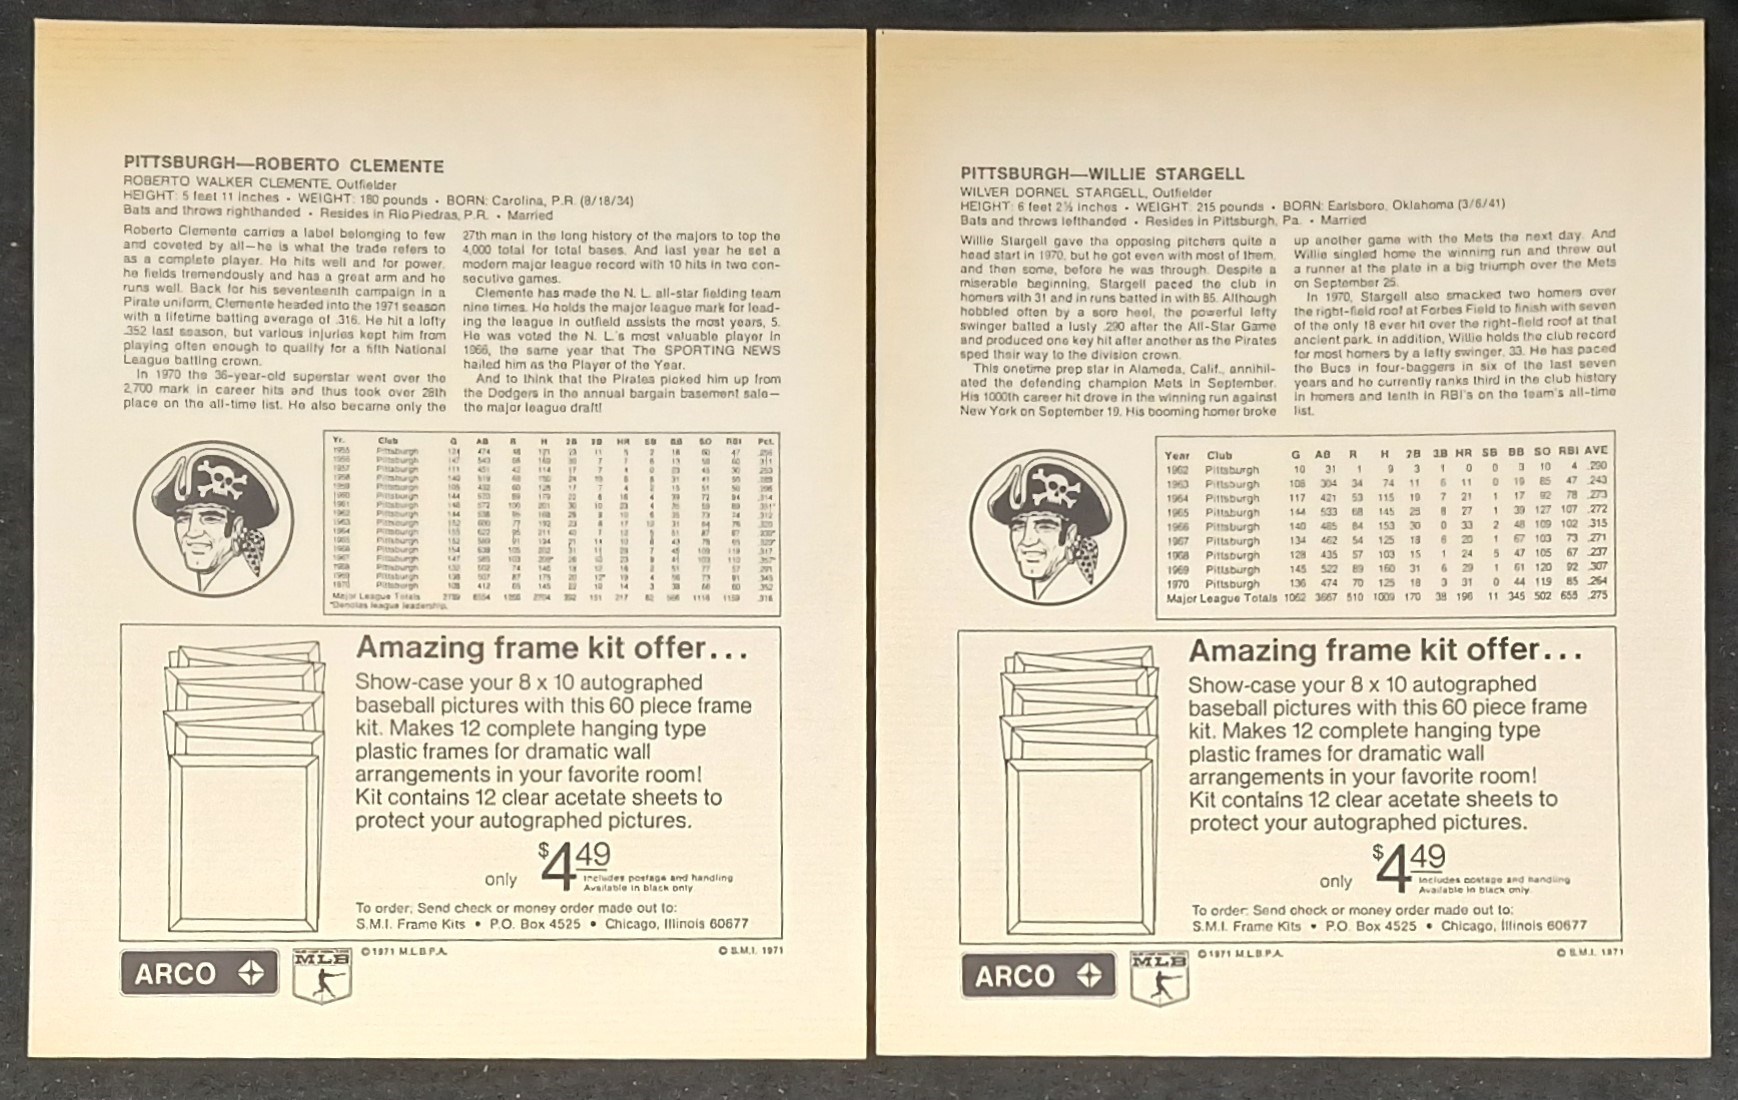 PITTSBURGH—ROBERTO CLEMENTE
ROBERTO WALKER CLEMENTE, Outfielder
HEIGHT: 5 feet 11 inches • WEIGHT: 180 pounds • BORN: Carolina, P.R. (8/18/34)
Bats and throws righthanded • Resides in Rio Piedras, P.R. • Married
Roberto Clemente carries a label belonging to few
and coveted by all—he is what the trade refers to
as a complete player. He hits well and for power,
he fields tremendously and has a great arm and he
runs well. Back for his seventeenth campaign in a
Pirate uniform, Clemente headed into the 1971 season
with a lifetime batting average of .316. He hit a lofty
.352 last season, but various injuries kept him from
playing often enough to qualify for a fifth National
League batting crown.
In 1970 the 36-year-old superstar went over the
2,700 mark in career hits and thus took over 28th
place on the all-time list. He also became only the
27th man in the long history of the majors to top the
4,000 total for total bases. And last year he set a
modern major league record with 10 hits in two con-
secutive games.
Clemente has made the N. L. all-star fielding team
nine times. He holds the major league mark for lead-
ing the league in outfield assists the most years, 5.
He was voted the N. L.'s most valuable player in
1966, the same year that The SPORTING NEWS
hailed him as the Player of the Year.
And to think that the Pirates picked him up from
the Dodgers in the annual bargain basement sale—
the major league draft!
Yr. Club G AB R H 2B 3B HR SB BB SO RBI Pct.
Major League Totals
*Denotes league leadership.
Amazing frame kit offer...
Show-case your 8 x 10 autographed
baseball pictures with this 60 piece frame
kit. Makes 12 complete hanging type
plastic frames for dramatic wall
arrangements in your favorite room!
Kit contains 12 clear acetate sheets to
protect your autographed pictures.
only $4.49
Includes postage and handling
Available in black only
To order: Send check or money order made out to:
S.M.I. Frame Kits • P.O. Box 4525 • Chicago, Illinois 60677
ARCO MLB ©1971 M.L.B.P.A. © S.M.I. 1971
PITTSBURGH—WILLIE STARGELL
WILVER DORNEL STARGELL, Outfielder
HEIGHT: 6 feet 2½ inches • WEIGHT: 215 pounds • BORN: Earlsboro, Oklahoma (3/6/41)
Bats and throws lefthanded • Resides in Pittsburgh, Pa. • Married
Willie Stargell gave the opposing pitchers quite a
head start in 1970, but he got even with most of them,
and then some, before he was through. Despite a
miserable beginning, Stargell paced the club in
homers with 31 and in runs batted in with 85. Although
hobbled often by a sore heel, the powerful lefty
swinger batted a lusty .290 after the All-Star Game
and produced one key hit after another as the Pirates
sped their way to the division crown.
This onetime prep star in Alameda, Calif., annihil-
ated the defending champion Mets in September.
His 1000th career hit drove in the winning run against
New York on September 19. His booming homer broke
up another game with the Mets the next day. And
Willie singled home the winning run and threw out
a runner at the plate in a big triumph over the Mets
on September 25.
In 1970, Stargell also smacked two homers over
the right-field roof at Forbes Field to finish with seven
of the only 18 ever hit over the right-field roof at that
ancient park. In addition, Willie holds the club record
for most homers by a lefty swinger, 33. He has paced
the Bucs in four-baggers in six of the last seven
years and he currently ranks third in the club history
in homers and tenth in RBI's on the team's all-time
list.
Year Club G AB R H 2B 3B HR SB BB SO RBI AVE
1962 Pittsburgh 10 31 1 9 3 1 0 0 3 10 4 .290
1963 Pittsburgh 108 304 34 74 11 6 11 0 19 85 47 .243
1964 Pittsburgh 117 421 53 115 19 7 21 1 17 92 78 .273
1965 Pittsburgh 144 533 68 145 25 8 27 1 39 127 107 .272
1966 Pittsburgh 140 485 84 153 30 0 33 2 48 109 102 .315
1967 Pittsburgh 134 462 54 125 18 6 20 1 67 103 73 .271
1968 Pittsburgh 128 435 57 103 15 1 24 5 47 105 67 .237
1969 Pittsburgh 145 522 89 160 31 6 29 1 61 120 92 .307
1970 Pittsburgh 136 474 70 125 18 3 31 0 44 119 85 .264
Major League Totals 1062 3667 510 1009 170 38 196 11 345 502 655 .275
Amazing frame kit offer...
Show-case your 8 x 10 autographed
baseball pictures with this 60 piece frame
kit. Makes 12 complete hanging type
plastic frames for dramatic wall
arrangements in your favorite room!
Kit contains 12 clear acetate sheets to
protect your autographed pictures.
only $4.49
Includes postage and handling
Available in black only.
To order: Send check or money order made out to:
S.M.I. Frame Kits • P.O. Box 4525 • Chicago, Illinois 60677
ARCO MLB ©1971 M.L.B.P.A. © S.M.I. 1971